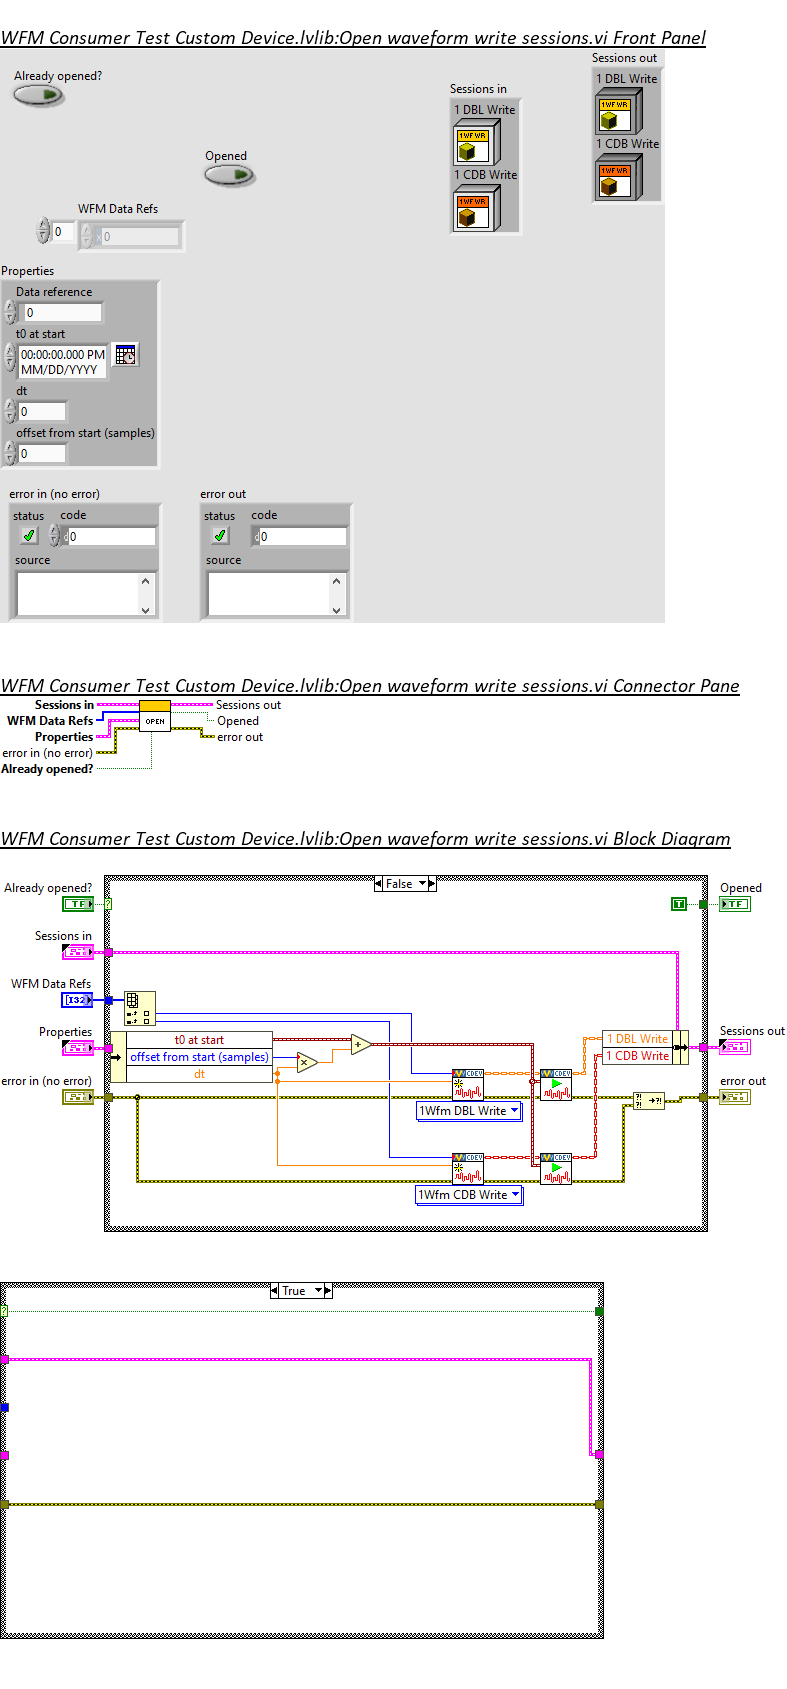 WFM Consumer Test Custom Device.lvlib:Open waveform write sessions.vi Front Panel
Already opened?
Opened
WFM Data Refs
0
0
Sessions in
1 DBL Write
1WF WR
1 CDB Write
1WF WR
Sessions out
1 DBL Write
1WF WR
1 CDB Write
1WF WR
Properties
Data reference
0
t0 at start
00:00:00.000 PM
MM/DD/YYYY
dt
0
offset from start (samples)
0
error in (no error)
status code
0
source
error out
status code
0
source
WFM Consumer Test Custom Device.lvlib:Open waveform write sessions.vi Connector Pane
Sessions in
WFM Data Refs
Properties
error in (no error)
Already opened?
OPEN
Sessions out
Opened
error out
WFM Consumer Test Custom Device.lvlib:Open waveform write sessions.vi Block Diagram
False
Already opened?
TF
?
T
Opened
TF
Sessions in
WFM Data Refs
[I32]
Properties
t0 at start
offset from start (samples)
dt
×
+
1 DBL Write
1 CDB Write
Sessions out
error in (no error)
CDEV
CDEV
1Wfm DBL Write
?! ➔?!
?!
error out
CDEV
CDEV
1Wfm CDB Write
True
?